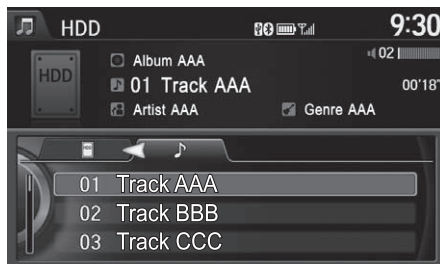 HDD 9:30
02
HDD
Album AAA
01 Track AAA 00'18"
Artist AAA Genre AAA
HDD
01 Track AAA
02 Track BBB
03 Track CCC